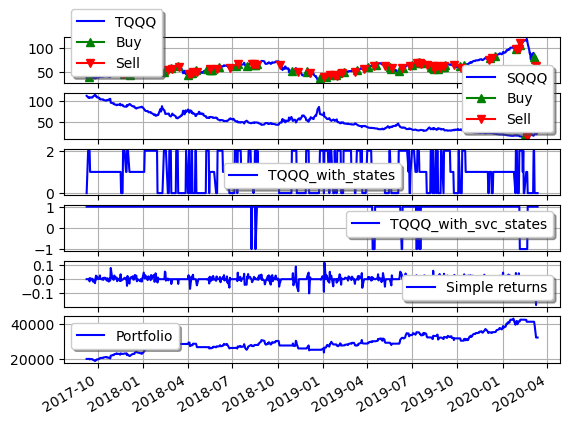 TQQQ
Buy
Sell
100
50
SQQQ
Buy
Sell
100
50
2
0
TQQQ_with_states
1
0
−1
TQQQ_with_svc_states
0.1
0.0
−0.1
Simple returns
40000
20000
Portfolio
2017-10 2018-01 2018-04 2018-07 2018-10 2019-01 2019-04 2019-07 2019-10 2020-01 2020-04